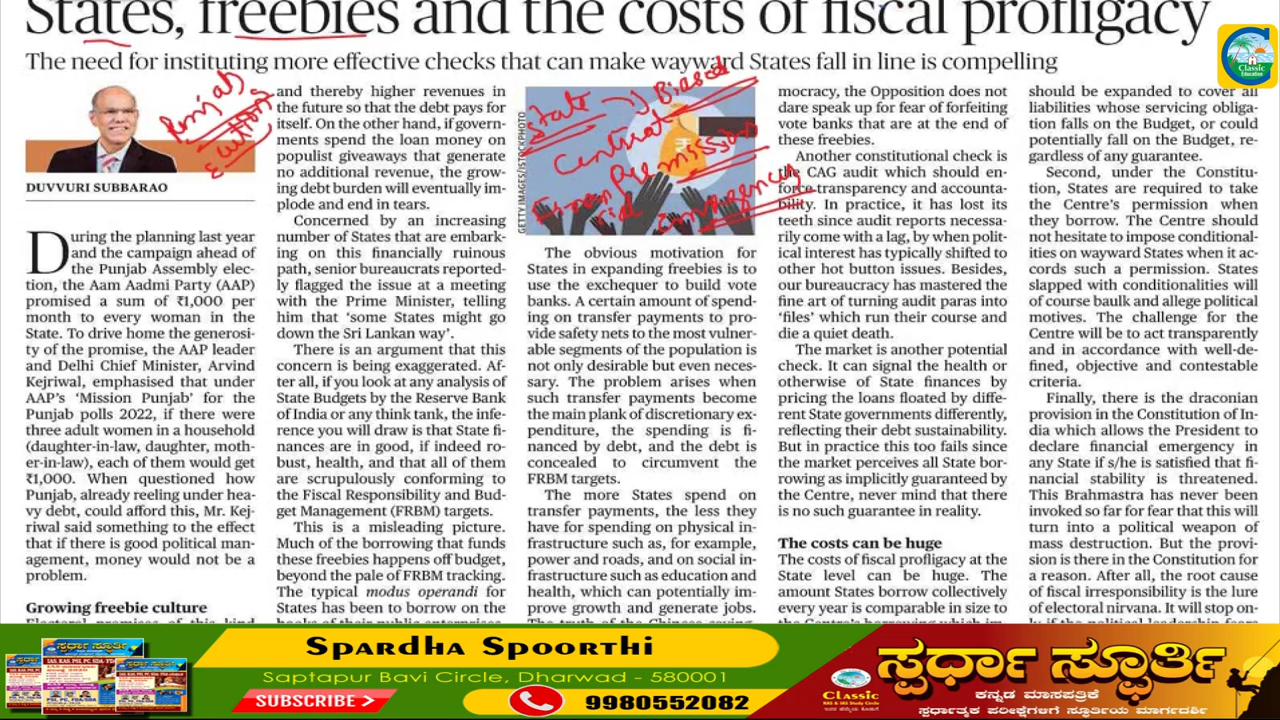 States, freebies and the costs of fiscal profligacy
The need for instituting more effective checks that can make wayward States fall in line is compelling
Punjab
Elections
DUVVURI SUBBARAO
During the planning last year
and the campaign ahead of
the Punjab Assembly elec-
tion, the Aam Aadmi Party (AAP)
promised a sum of ₹1,000 per
month to every woman in the
State. To drive home the generosi-
ty of the promise, the AAP leader
and Delhi Chief Minister, Arvind
Kejriwal, emphasised that under
AAP's 'Mission Punjab' for the
Punjab polls 2022, if there were
three adult women in a household
(daughter-in-law, daughter, moth-
er-in-law), each of them would get
₹1,000. When questioned how
Punjab, already reeling under hea-
vy debt, could afford this, Mr. Kej-
riwal said something to the effect
that if there is good political man-
agement, money would not be a
problem.
Growing freebie culture
and thereby higher revenues in
the future so that the debt pays for
itself. On the other hand, if govern-
ments spend the loan money on
populist giveaways that generate
no additional revenue, the grow-
ing debt burden will eventually im-
plode and end in tears.
Concerned by an increasing
number of States that are embark-
ing on this financially ruinous
path, senior bureaucrats reported-
ly flagged the issue at a meeting
with the Prime Minister, telling
him that 'some States might go
down the Sri Lankan way'.
There is an argument that this
concern is being exaggerated. Af-
ter all, if you look at any analysis of
State Budgets by the Reserve Bank
of India or any think tank, the infe-
rence you will draw is that State fi-
nances are in good, if indeed ro-
bust, health, and that all of them
are scrupulously conforming to
the Fiscal Responsibility and Bud-
get Management (FRBM) targets.
This is a misleading picture.
Much of the borrowing that funds
these freebies happens off budget,
beyond the pale of FRBM tracking.
The typical modus operandi for
States has been to borrow on the
GETTY IMAGES/ISTOCKPHOTO
State → Biased
Central
Permission
Emergency
The obvious motivation for
States in expanding freebies is to
use the exchequer to build vote
banks. A certain amount of spend-
ing on transfer payments to pro-
vide safety nets to the most vulner-
able segments of the population is
not only desirable but even neces-
sary. The problem arises when
such transfer payments become
the main plank of discretionary ex-
penditure, the spending is fi-
nanced by debt, and the debt is
concealed to circumvent the
FRBM targets.
The more States spend on
transfer payments, the less they
have for spending on physical in-
frastructure such as, for example,
power and roads, and on social in-
frastructure such as education and
health, which can potentially im-
prove growth and generate jobs.
mocracy, the Opposition does not
dare speak up for fear of forfeiting
vote banks that are at the end of
these freebies.
Another constitutional check is
the CAG audit which should en-
force transparency and accounta-
bility. In practice, it has lost its
teeth since audit reports necessa-
rily come with a lag, by when polit-
ical interest has typically shifted to
other hot button issues. Besides,
our bureaucracy has mastered the
fine art of turning audit paras into
'files' which run their course and
die a quiet death.
The market is another potential
check. It can signal the health or
otherwise of State finances by
pricing the loans floated by diffe-
rent State governments differently,
reflecting their debt sustainability.
But in practice this too fails since
the market perceives all State bor-
rowing as implicitly guaranteed by
the Centre, never mind that there
is no such guarantee in reality.
The costs can be huge
The costs of fiscal profligacy at the
State level can be huge. The
amount States borrow collectively
every year is comparable in size to
should be expanded to cover all
liabilities whose servicing obliga-
tion falls on the Budget, or could
potentially fall on the Budget, re-
gardless of any guarantee.
Second, under the Constitu-
tion, States are required to take
the Centre's permission when
they borrow. The Centre should
not hesitate to impose conditional-
ities on wayward States when it ac-
cords such a permission. States
slapped with conditionalities will
of course baulk and allege political
motives. The challenge for the
Centre will be to act transparently
and in accordance with well-de-
fined, objective and contestable
criteria.
Finally, there is the draconian
provision in the Constitution of In-
dia which allows the President to
declare financial emergency in
any State if s/he is satisfied that fi-
nancial stability is threatened.
This Brahmastra has never been
invoked so far for fear that this will
turn into a political weapon of
mass destruction. But the provi-
sion is there in the Constitution for
a reason. After all, the root cause
of fiscal irresponsibility is the lure
of electoral nirvana. It will stop on-
Classic
Education
Spardha Spoorthi
Saptapur Bavi Circle, Dharwad - 580001
SUBSCRIBE
9980552082
Classic
KAS & IAS Study Circle
ಸ್ಪರ್ಧಾ ಸ್ಫೂರ್ತಿ
ಕನ್ನಡ ಮಾಸಪತ್ರಿಕೆ
ಸ್ಪರ್ಧಾತ್ಮಕ ಪರೀಕ್ಷೆಗಳಿಗೆ ಸ್ಫೂರ್ತಿಯ ಮಾರ್ಗದರ್ಶಿ